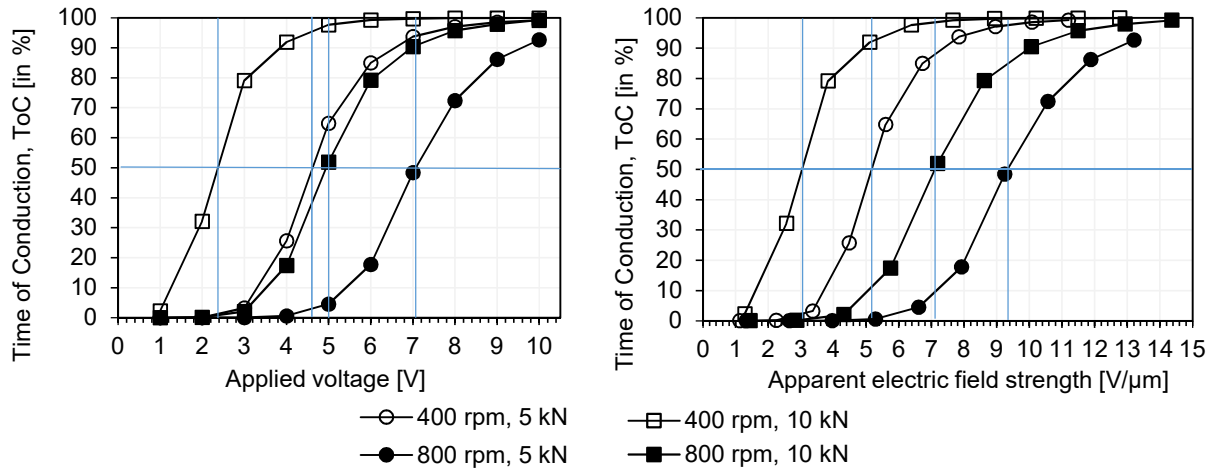 Time of Conduction, ToC [in %]
100
90
80
70
60
50
40
30
20
10
0
0 1 2 3 4 5 6 7 8 9 10
Applied voltage [V]
Time of Conduction, ToC [in %]
100
90
80
70
60
50
40
30
20
10
0
0 1 2 3 4 5 6 7 8 9 10 11 12 13 14 15
Apparent electric field strength [V/µm]
400 rpm, 5 kN 400 rpm, 10 kN
800 rpm, 5 kN 800 rpm, 10 kN